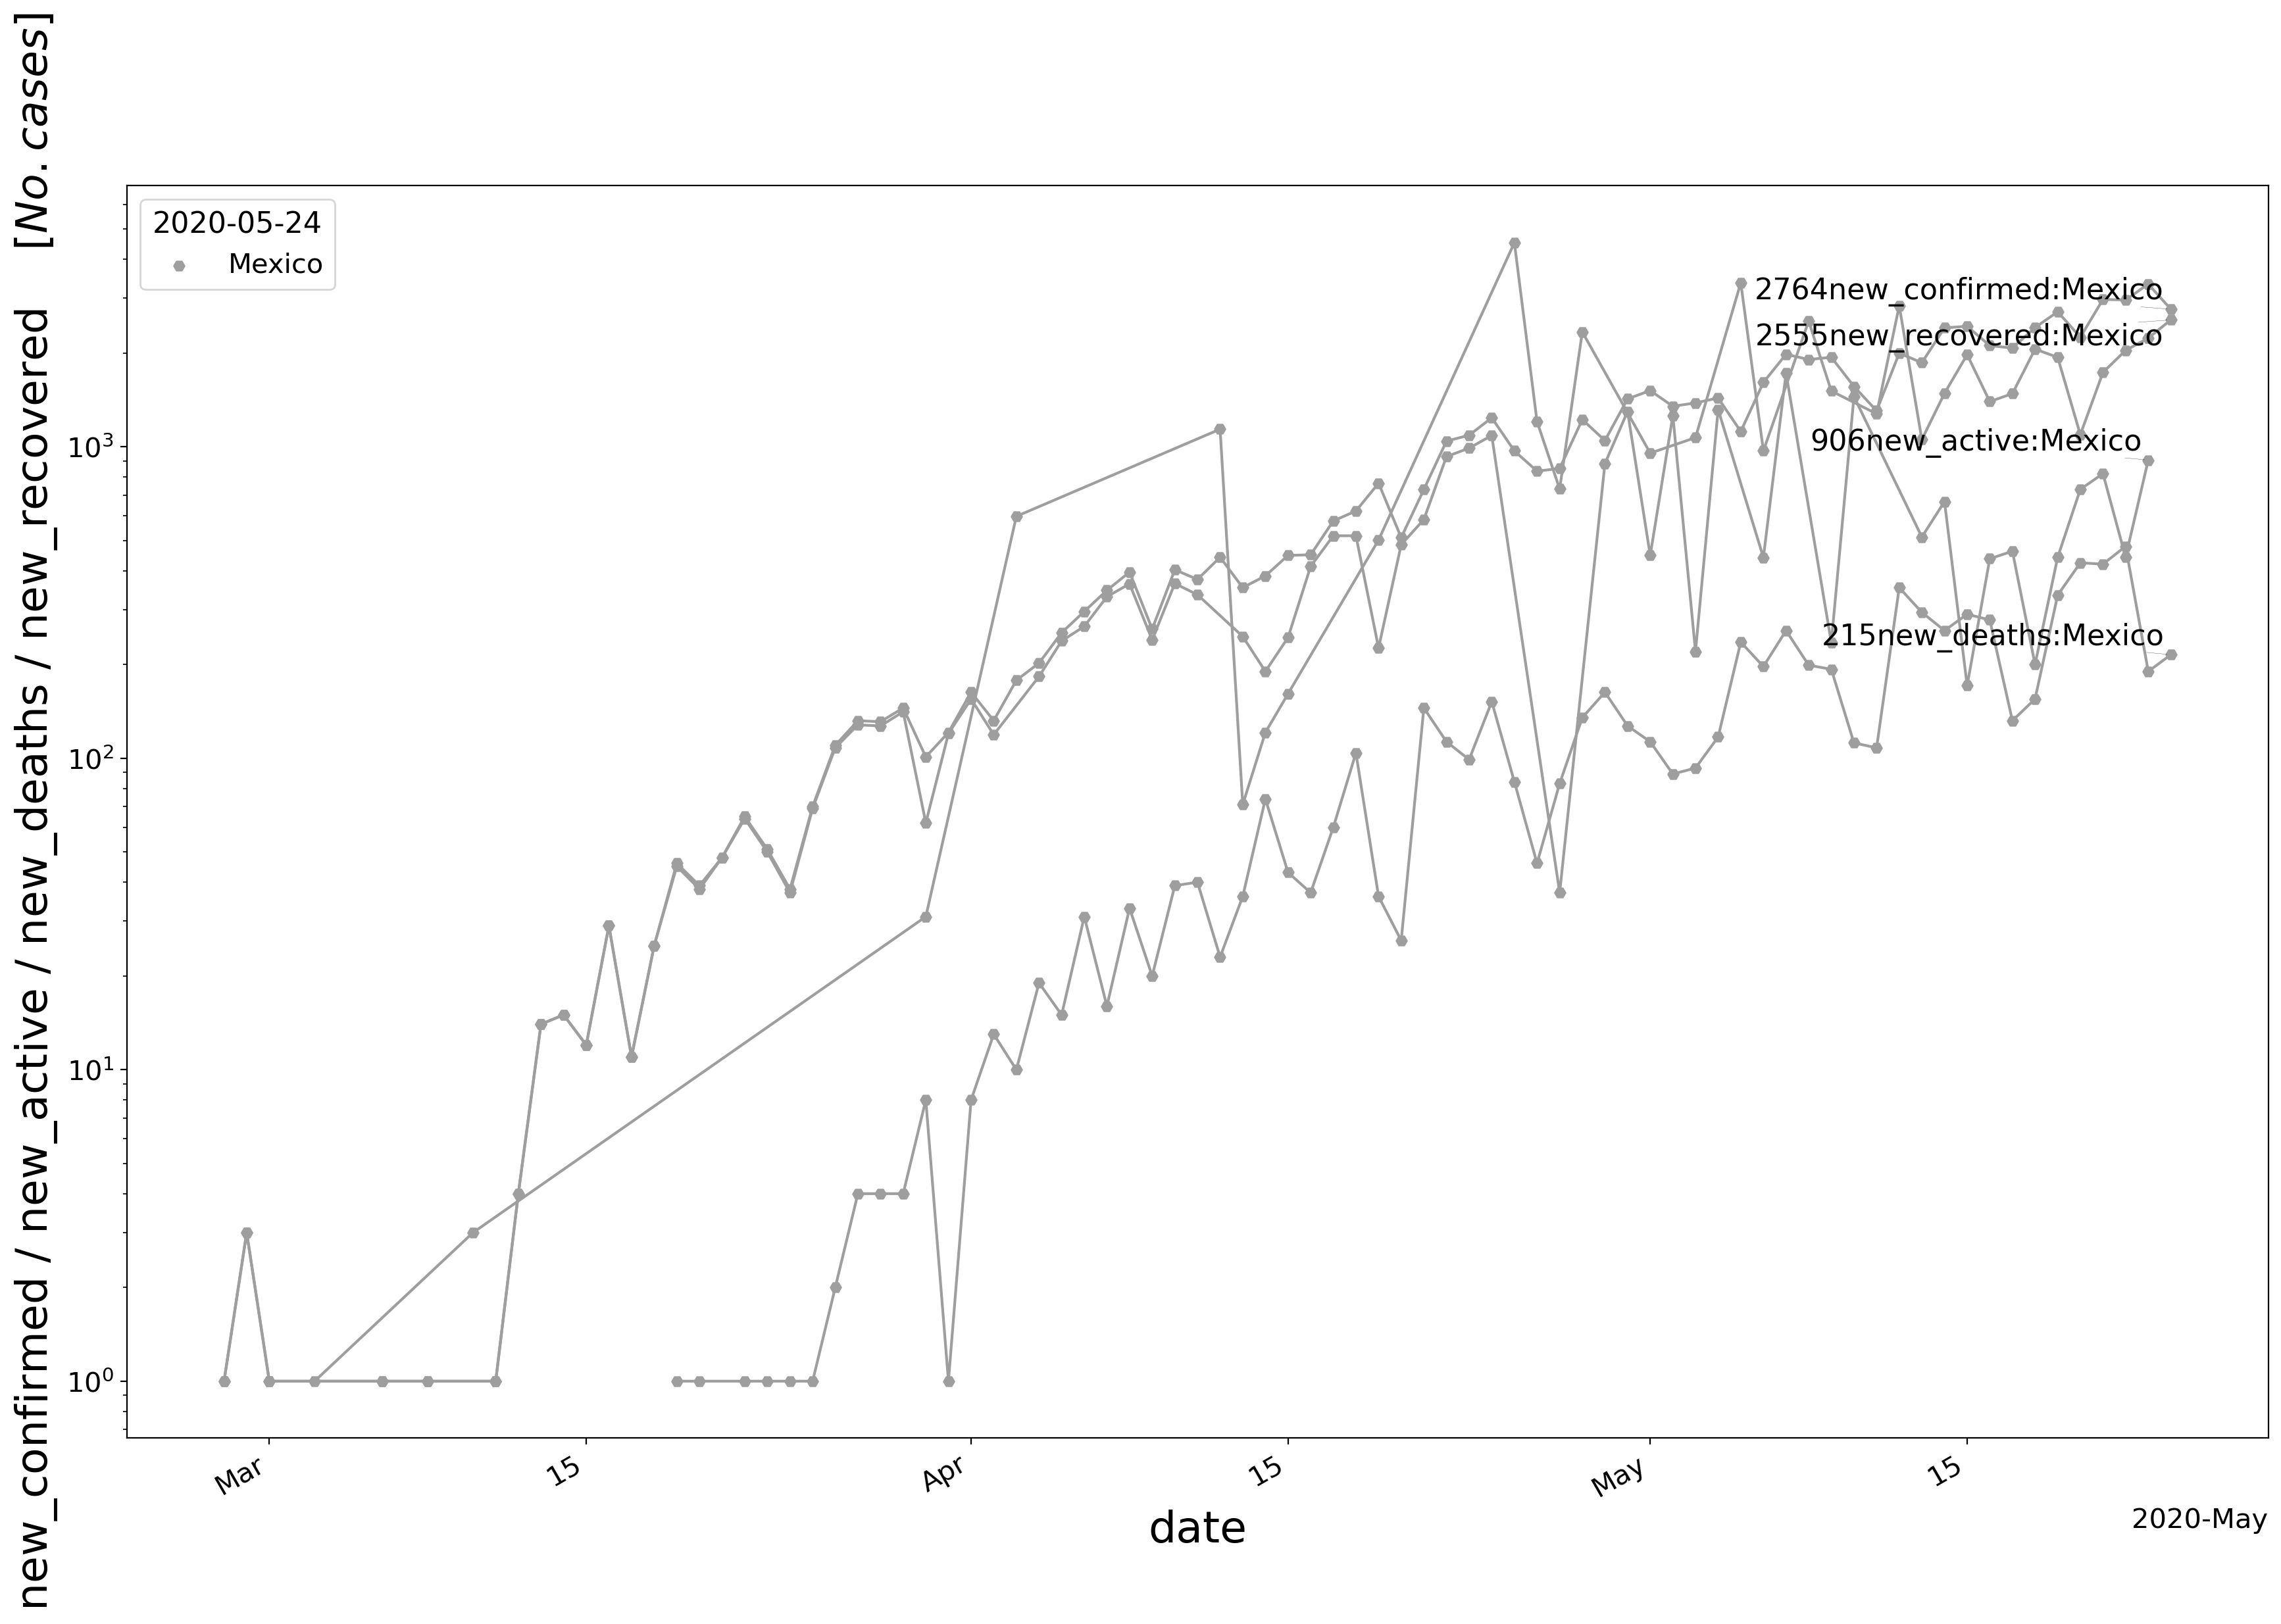 new_confirmed / new_active / new_deaths / new_recovered [No.cases]
2020-05-24
Mexico
2764new_confirmed:Mexico
2555new_recovered:Mexico
906new_active:Mexico
215new_deaths:Mexico
10³
10²
10¹
10⁰
Mar
15
Apr
15
May
15
date
2020-May